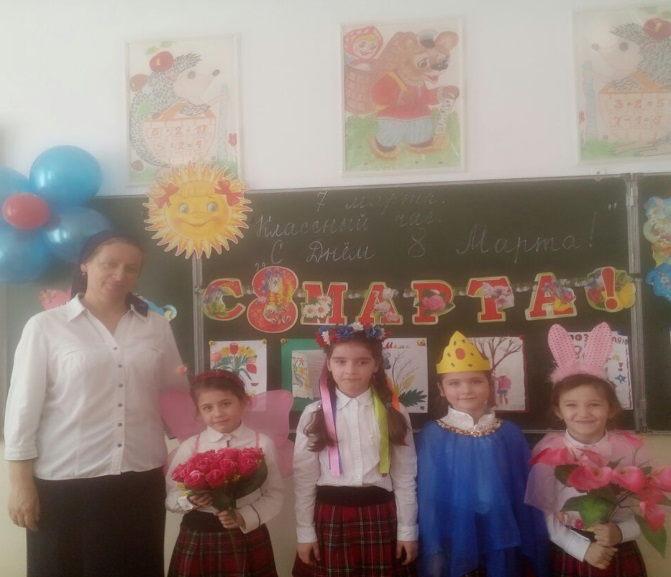 7 марта.
Классный час.
"С Днём 8 Марта!"
С 8 МАРТА!